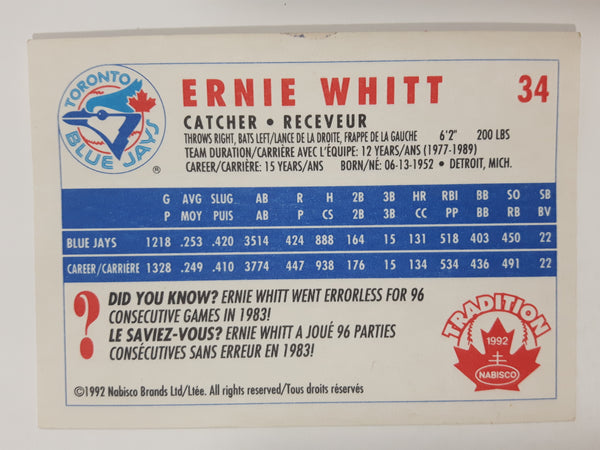 TORONTO
BLUE JAYS
®
ERNIE WHITT 34
CATCHER • RECEVEUR
THROWS RIGHT, BATS LEFT/LANCE DE LA DROITE, FRAPPE DE LA GAUCHE 6'2" 200 LBS
TEAM DURATION/CARRIÈRE AVEC L'ÉQUIPE: 12 YEARS/ANS (1977-1989)
CAREER/CARRIÈRE: 15 YEARS/ANS BORN/NÉ: 06-13-1952 • DETROIT, MICH.
G AVG SLUG AB R H 2B 3B HR RBI BB SO SB
P MOY PUIS AB P CS 2B 3B CC PP BB RB BV
BLUE JAYS 1218 .253 .420 3514 424 888 164 15 131 518 403 450 22
CAREER/CARRIÈRE 1328 .249 .410 3774 447 938 176 15 134 534 436 491 22
? DID YOU KNOW? ERNIE WHITT WENT ERRORLESS FOR 96
CONSECUTIVE GAMES IN 1983!
LE SAVIEZ-VOUS? ERNIE WHITT A JOUÉ 96 PARTIES
CONSÉCUTIVES SANS ERREUR EN 1983!
TRADITION
1992
NABISCO
©1992 Nabisco Brands Ltd/Ltée. All rights reserved/Tous droits réservés